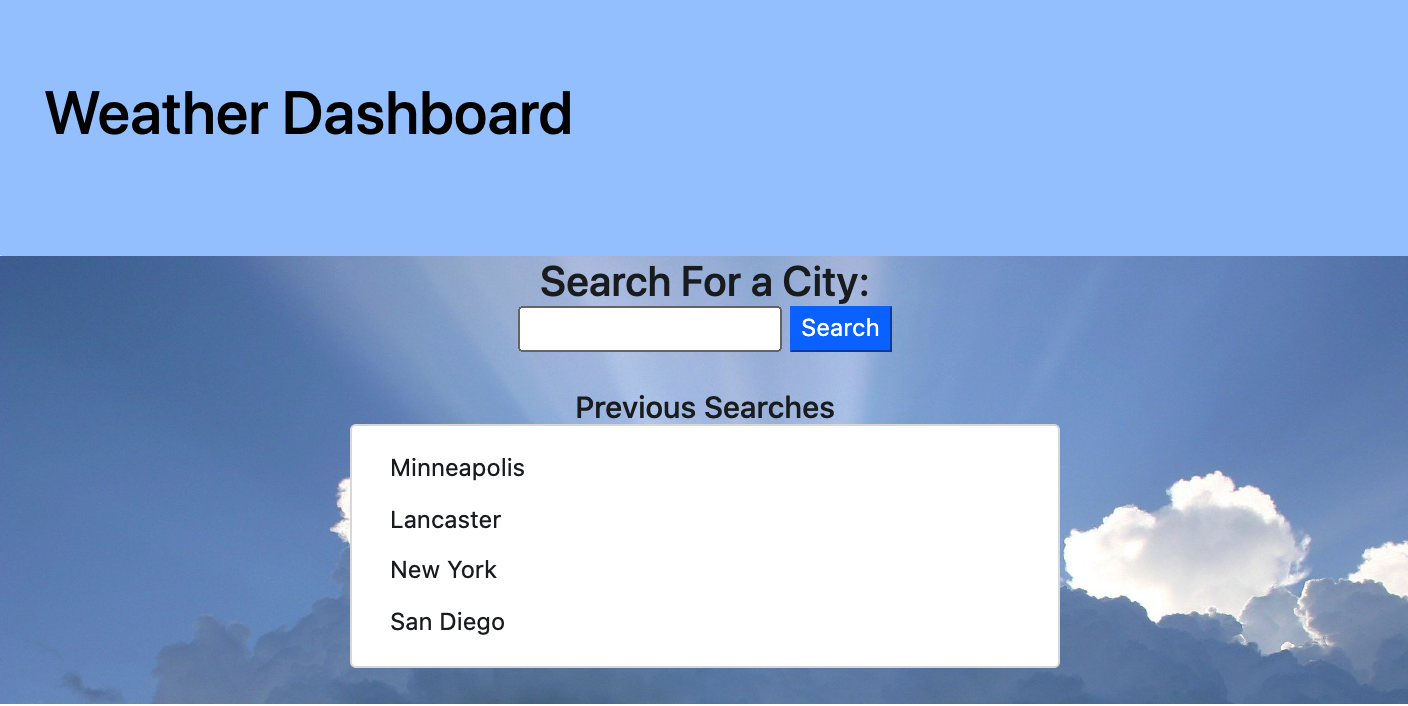 Weather Dashboard
Search For a City:
Search
Previous Searches
Minneapolis
Lancaster
New York
San Diego